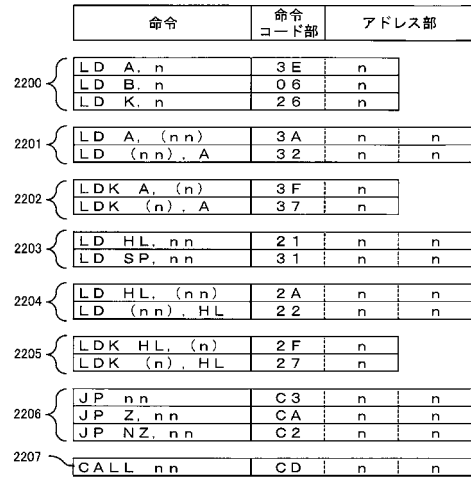 命令 命令コード部 アドレス部
2200 LD A, n 3E n
LD B, n 06 n
LD K, n 26 n
2201 LD A, (nn) 3A n n
LD (nn), A 32 n n
2202 LDK A, (n) 3F n
LDK (n), A 37 n
2203 LD HL, nn 21 n n
LD SP, nn 31 n n
2204 LD HL, (nn) 2A n n
LD (nn), HL 22 n n
2205 LDK HL, (n) 2F n
LDK (n), HL 27 n
2206 JP nn C3 n n
JP Z, nn CA n n
JP NZ, nn C2 n n
2207 CALL nn CD n n